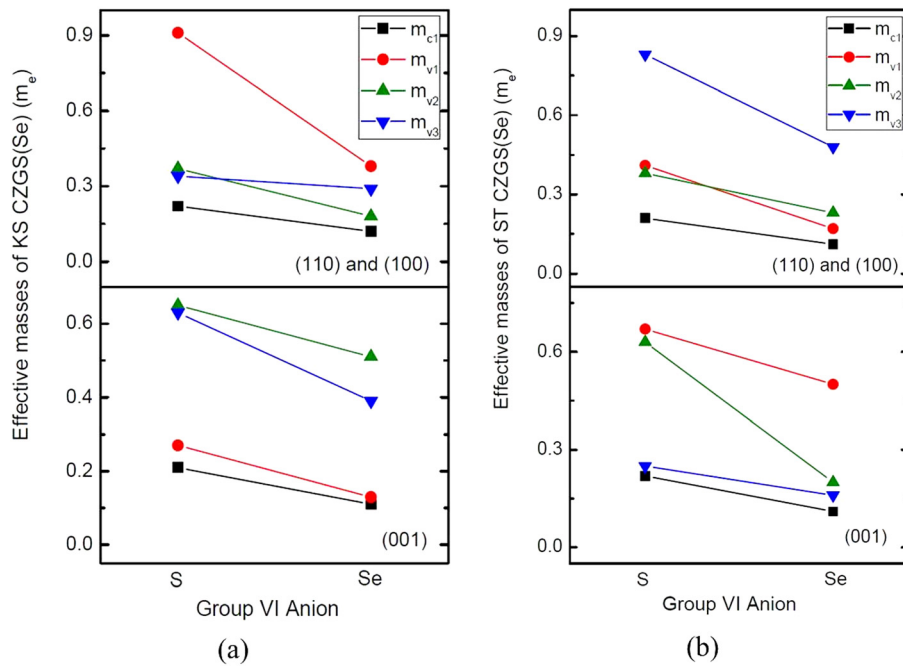 Effective masses of KS CZGS(Se) (m_e)
0.9
0.6
0.3
0.0
m_c1
m_v1
m_v2
m_v3
(110) and (100)
0.6
0.4
0.2
0.0
(001)
S
Se
Group VI Anion
(a)
Effective masses of ST CZGS(Se) (m_e)
0.9
0.6
0.3
0.0
m_c1
m_v1
m_v2
m_v3
(110) and (100)
0.6
0.3
0.0
(001)
S
Se
Group VI Anion
(b)